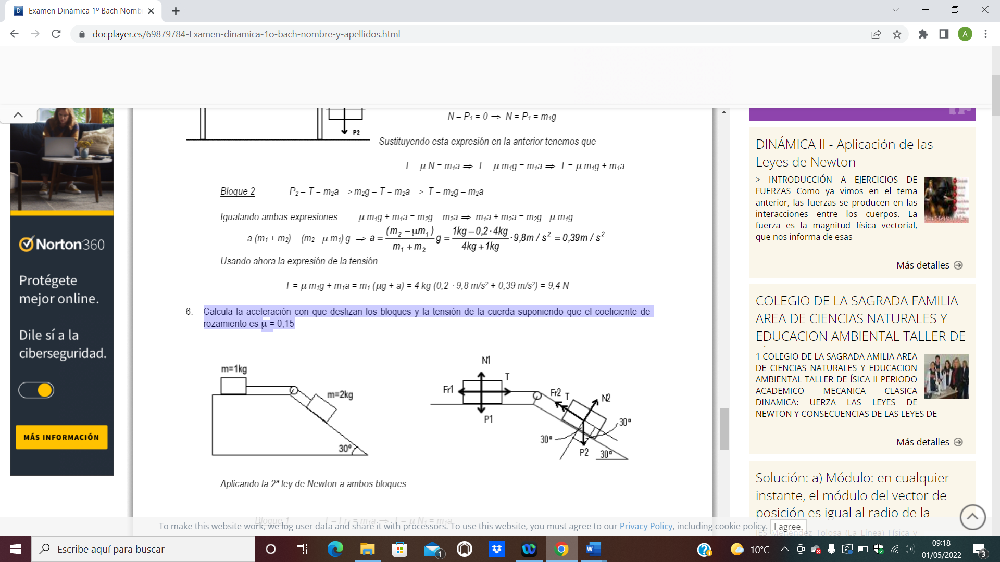 Examen Dinámica 1º Bach Nomb
docplayer.es/69879784-Examen-dinamica-1o-bach-nombre-y-apellidos.html
A
P2
N – P1 = 0 ⇒ N = P1 = m1g
Sustituyendo esta expresión en la anterior tenemos que
T – μ N = m1a ⇒ T – μ m1g = m1a ⇒ T = μ m1g + m1a
Bloque 2 P2 – T = m2a ⇒ m2g – T = m2a ⇒ T = m2g – m2a
Igualando ambas expresiones μ m1g + m1a = m2g – m2a ⇒ m1a + m2a = m2g –μ m1g
a (m1 + m2) = (m2 –μ m1) g ⇒ a = (m2 – μm1) / (m1 + m2) g = (1kg – 0,2 · 4kg) / (4kg + 1kg) · 9,8m / s² = 0,39m / s²
Usando ahora la expresión de la tensión
T = μ m1g + m1a = m1 (μg + a) = 4 kg (0,2 · 9,8 m/s² + 0,39 m/s²) = 9,4 N
6. Calcula la aceleración con que deslizan los bloques y la tensión de la cuerda suponiendo que el coeficiente de
rozamiento es μ = 0,15
m=1kg
m=2kg
30º
N1
T
Fr1
P1
Fr2
T
N2
30º
30º
P2
30º
Aplicando la 2ª ley de Newton a ambos bloques
Bloque 1 T – Fr1 = m1a ⇒ T – μ N1 = m1a
Norton360
Protégete
mejor online.
Dile sí a la
ciberseguridad.
MÁS INFORMACIÓN
DINÁMICA II - Aplicación de las
Leyes de Newton
> INTRODUCCIÓN A EJERCICIOS DE
FUERZAS Como ya vimos en el tema
anterior, las fuerzas se producen en las
interacciones entre los cuerpos. La
fuerza es la magnitud física vectorial,
que nos informa de esas
Más detalles
COLEGIO DE LA SAGRADA FAMILIA
AREA DE CIENCIAS NATURALES Y
EDUCACION AMBIENTAL TALLER DE
1 COLEGIO DE LA SAGRADA AMILIA AREA
DE CIENCIAS NATURALES Y EDUCACION
AMBIENTAL TALLER DE ÍSICA II PERIODO
ACADEMICO MECANICA CLASICA
DINAMICA: UERZA LAS LEYES DE
NEWTON Y CONSECUENCIAS DE LAS LEYES DE
Más detalles
Solución: a) Módulo: en cualquier
instante, el módulo del vector de
posición es igual al radio de la
IES Menéndez Tolosa (La Línea) Física y
To make this website work, we log user data and share it with processors. To use this website, you must agree to our Privacy Policy, including cookie policy.
I agree.
Escribe aquí para buscar
1
10°C
09:18
01/05/2022
3